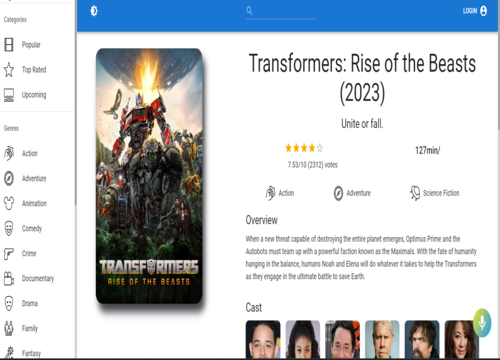 LOGIN
Categories
Popular
Top Rated
Upcoming
Genres
Action
Adventure
Animation
Comedy
Crime
Documentary
Drama
Family
Fantasy
TRANSFORMERS
RISE OF THE BEASTS
Transformers: Rise of the Beasts
(2023)
Unite or fall.
7.53/10 (2312) votes
127min/
Action
Adventure
Science Fiction
Overview
When a new threat capable of destroying the entire planet emerges, Optimus Prime and the
Autobots must team up with a powerful faction known as the Maximals. With the fate of humanity
hanging in the balance, humans Noah and Elena will do whatever it takes to help the Transformers
as they engage in the ultimate battle to save Earth.
Cast